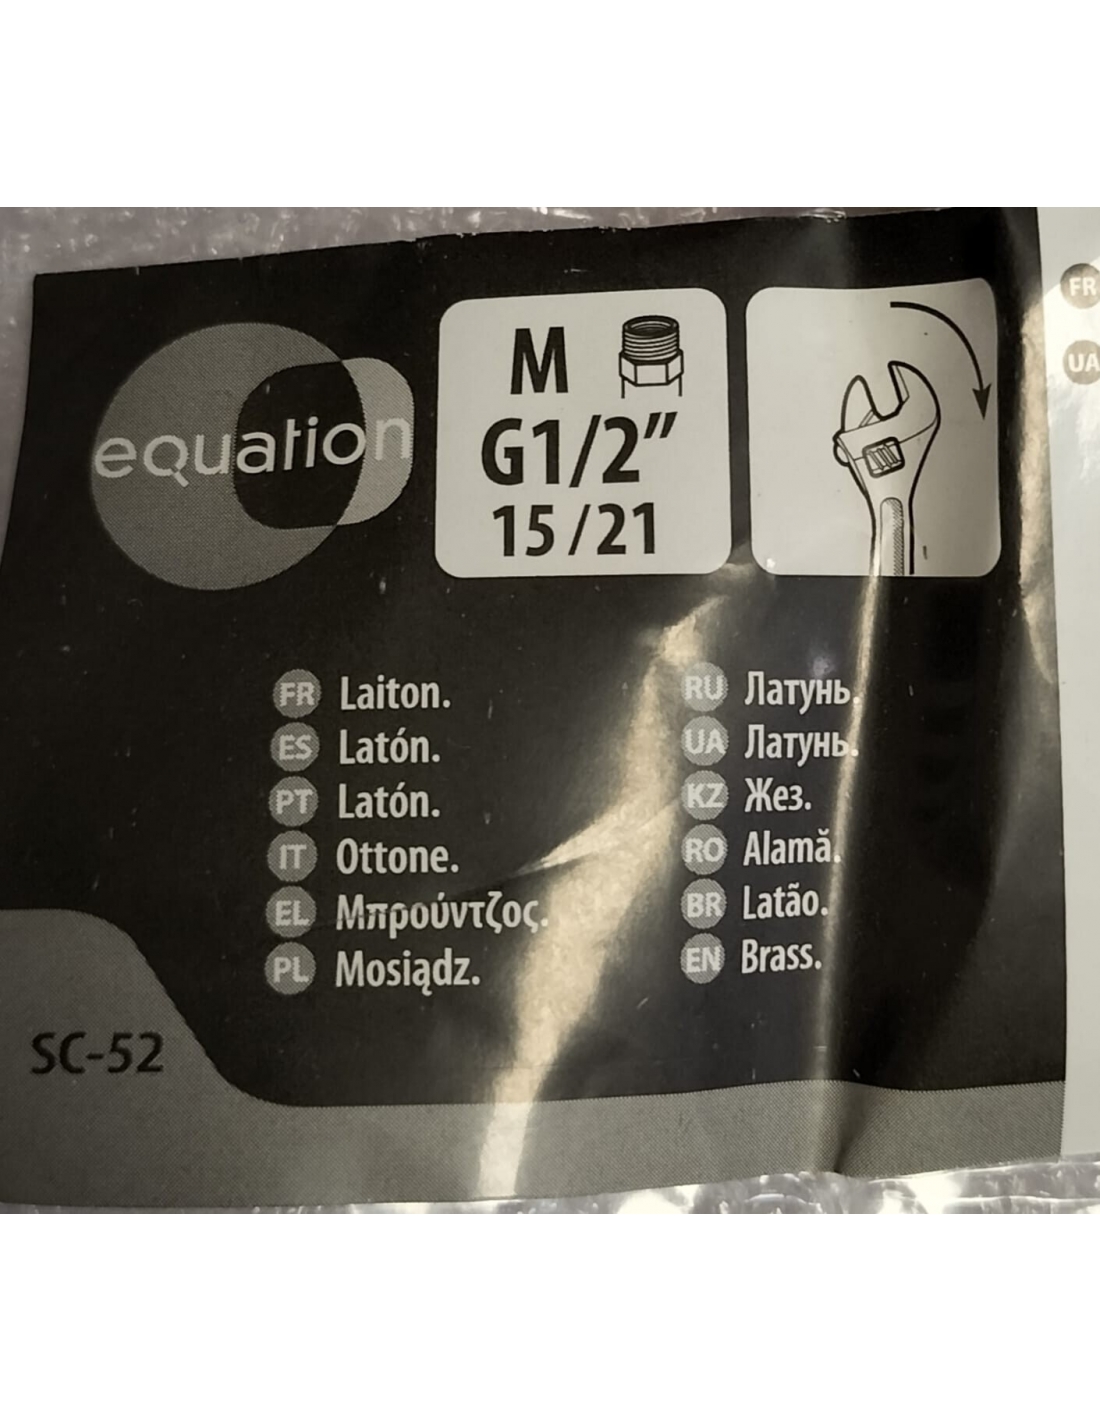 equation
M
G1/2”
15/21
FR
UA
FR Laiton.
ES Latón.
PT Latón.
IT Ottone.
EL Μπρούντζος.
PL Mosiądz.
RU Латунь.
UA Латунь.
KZ Жез.
RO Alamă.
BR Latão.
EN Brass.
SC-52